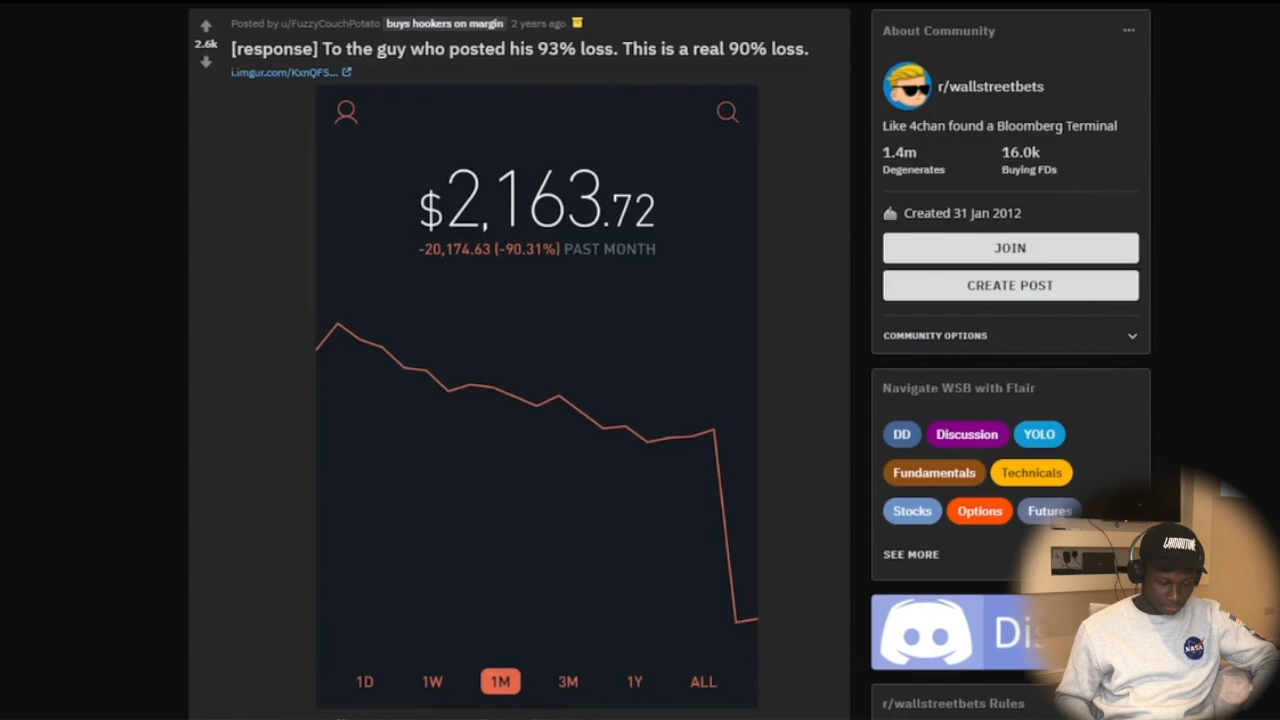 Posted by u/FuzzyCouchPotato buys hookers on margin 2 years ago
2.6k
[response] To the guy who posted his 93% loss. This is a real 90% loss.
i.imgur.com/KxnQFS...
$2,163.72
-20,174.63 (-90.31%) PAST MONTH
1D 1W 1M 3M 1Y ALL
About Community
r/wallstreetbets
Like 4chan found a Bloomberg Terminal
1.4m 16.0k
Degenerates Buying FDs
Created 31 Jan 2012
JOIN
CREATE POST
COMMUNITY OPTIONS
Navigate WSB with Flair
DD Discussion YOLO
Fundamentals Technicals
Stocks Options Futures
SEE MORE
Dis
r/wallstreetbets Rules
NASA